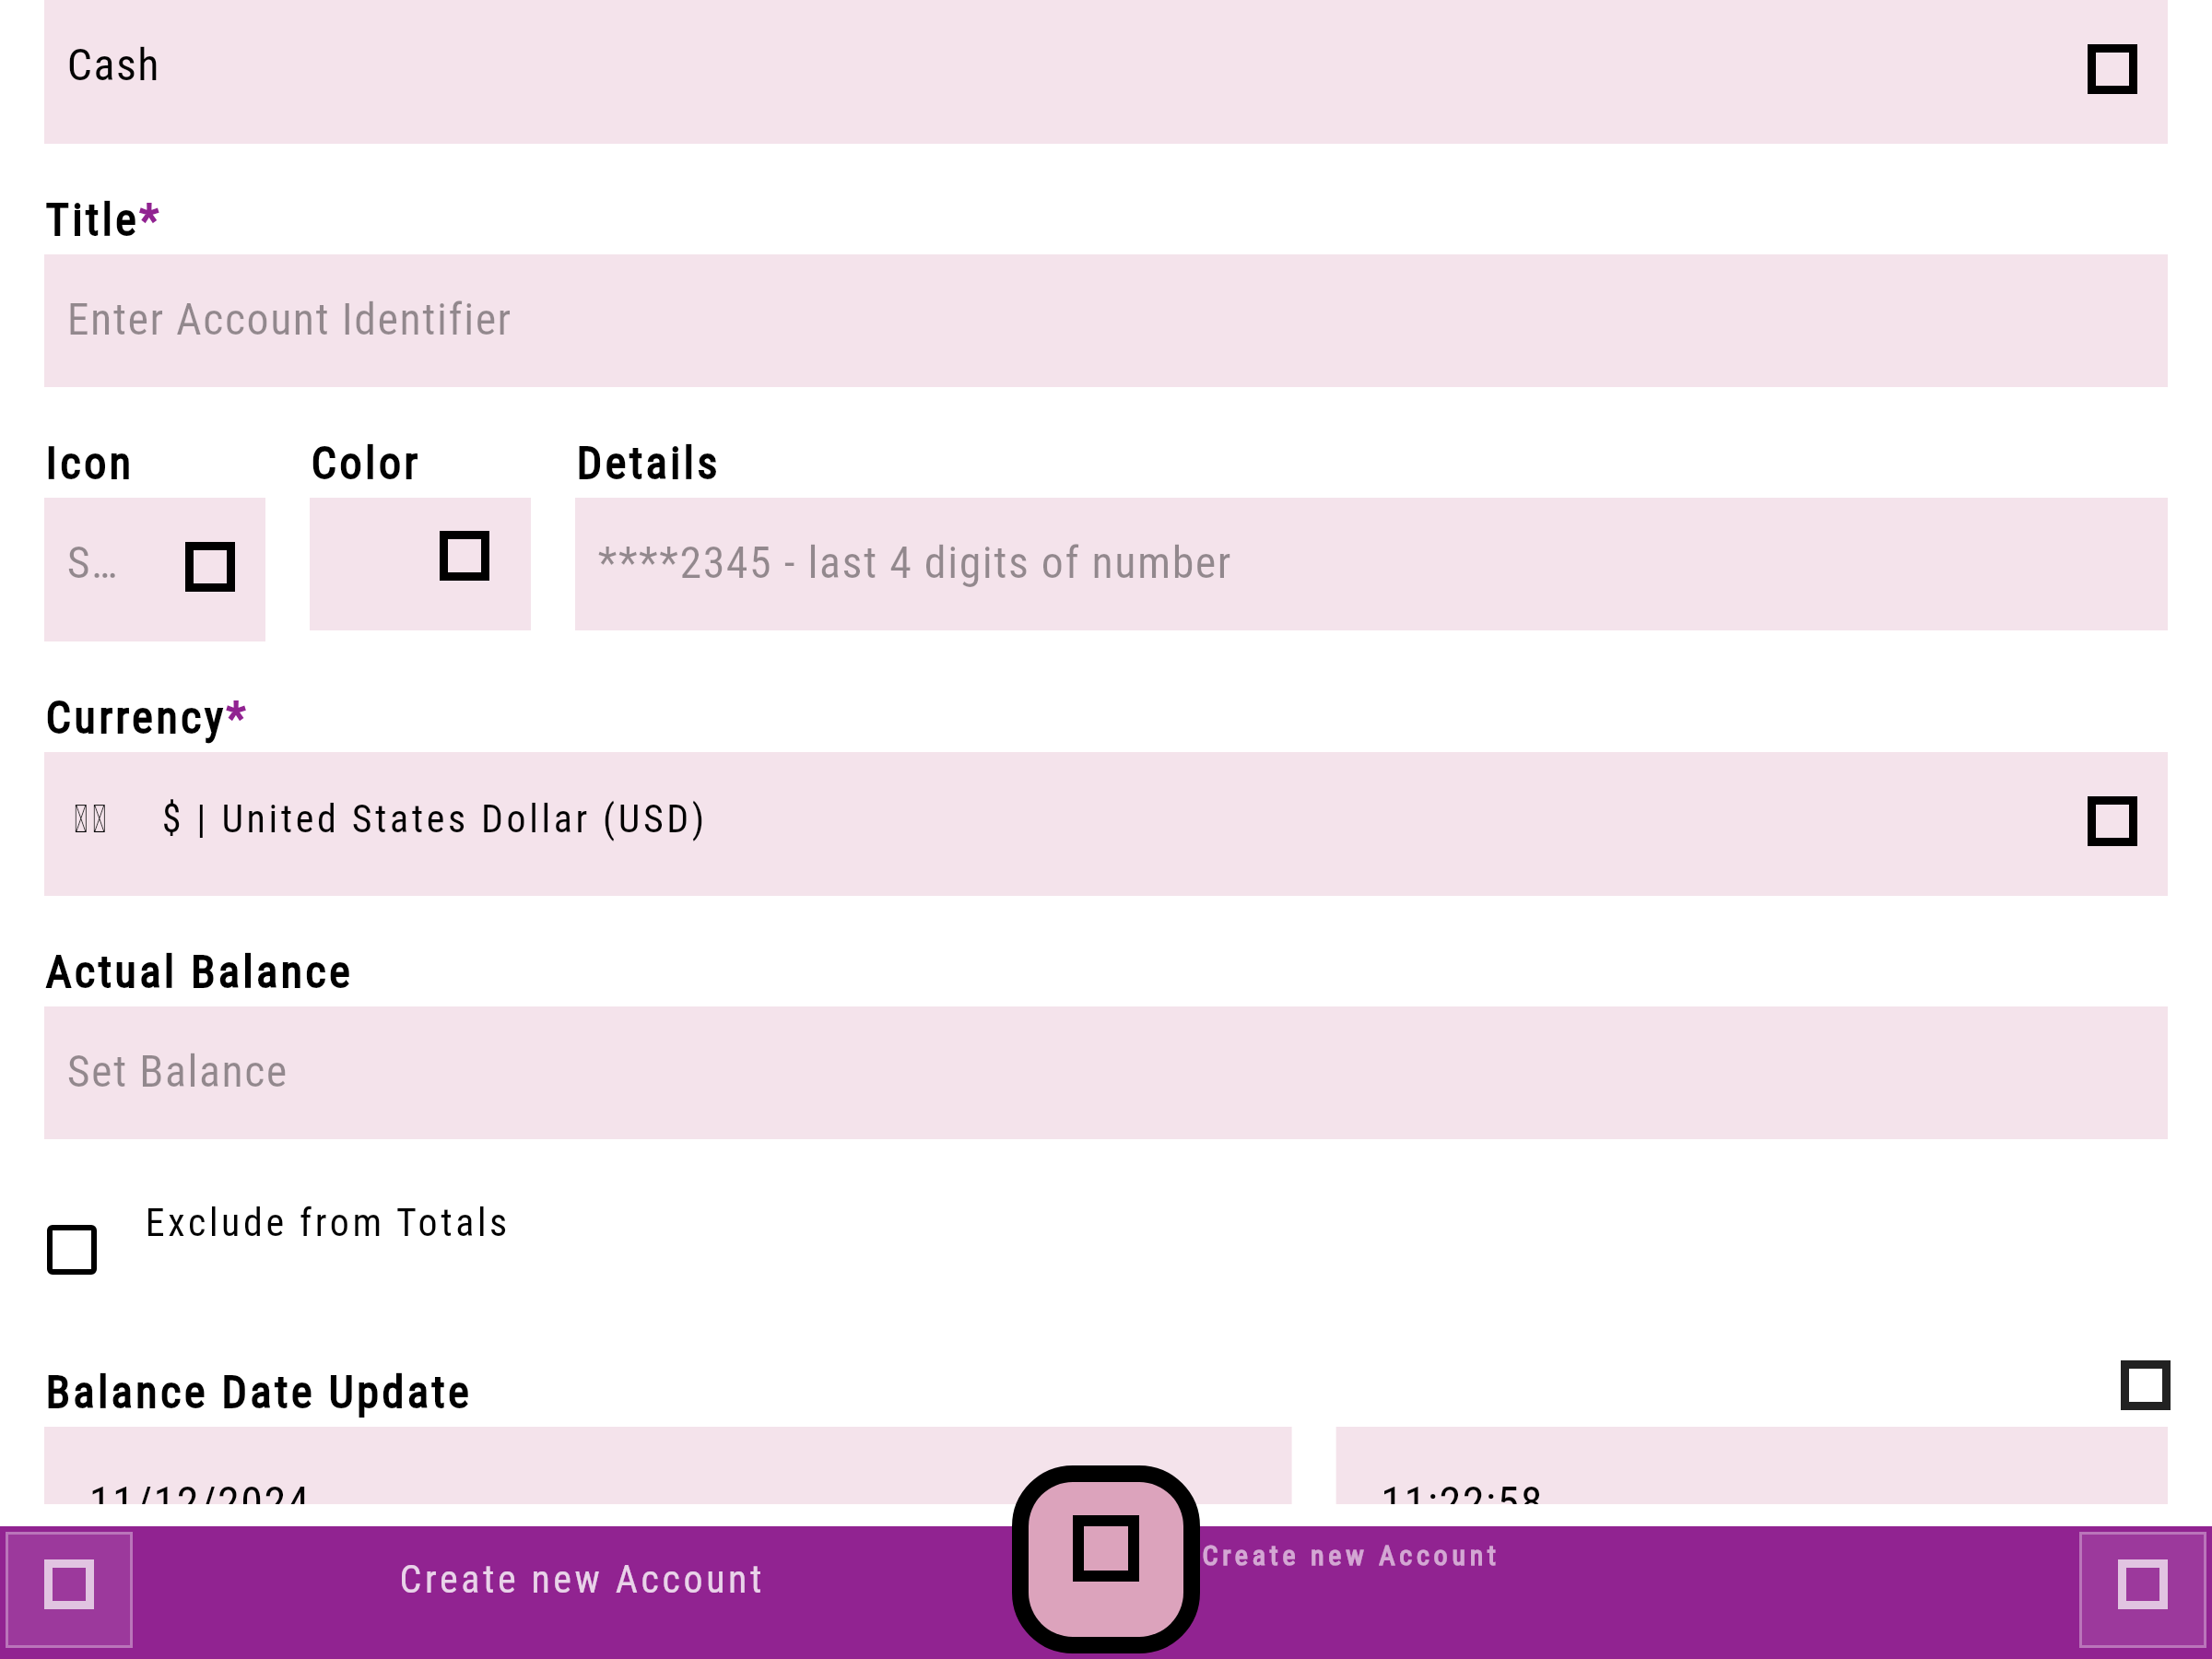 Cash
Title*
Enter Account Identifier
Icon Color Details
S… ****2345 - last 4 digits of number
Currency*
$ | United States Dollar (USD)
Actual Balance
Set Balance
Exclude from Totals
Balance Date Update
11/12/2024 11:22:58
Create new Account Create new Account